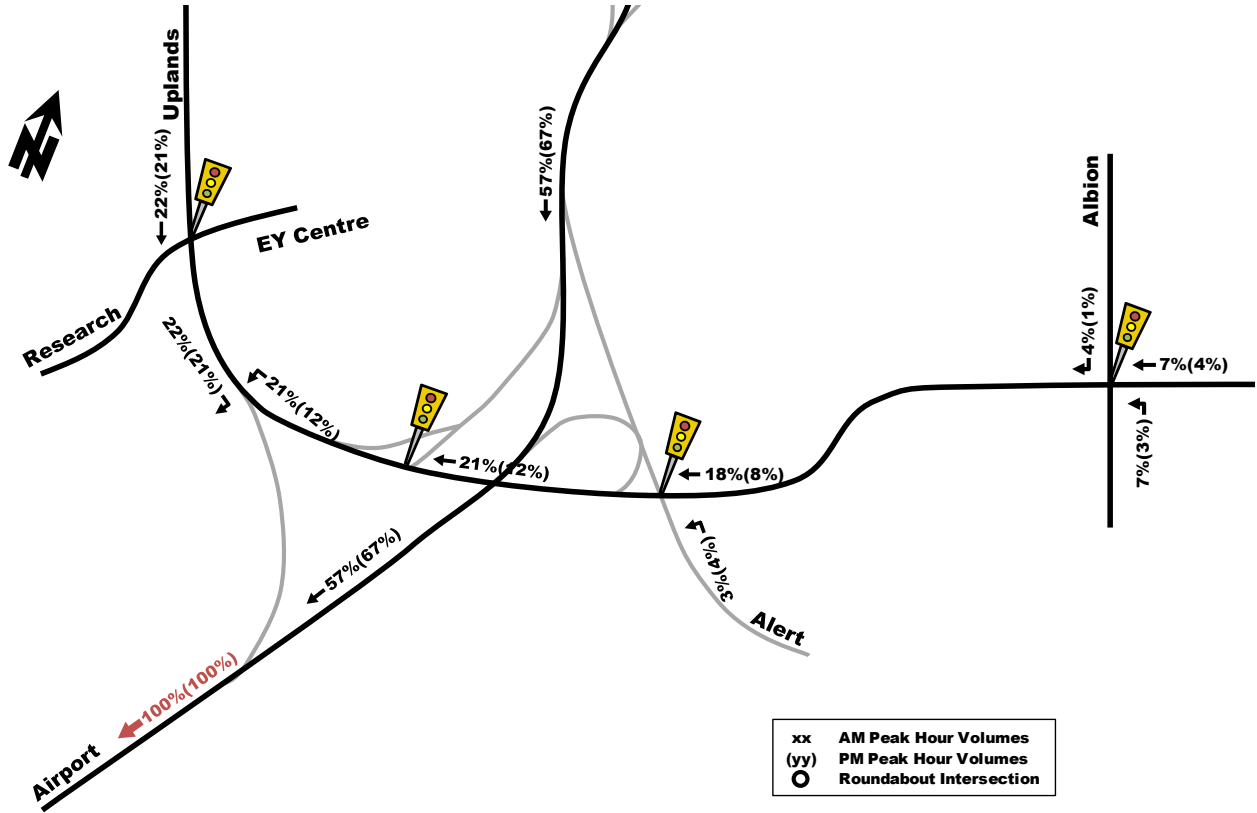 Uplands
22%(21%)
57%(67%)
N
EY Centre
Albion
Research
22%(21%)
21%(12%)
4%(1%)
7%(4%)
7%(3%)
21%(12%)
18%(8%)
57%(67%)
3%(4%)
Alert
100%(100%)
Airport
xx AM Peak Hour Volumes
(yy) PM Peak Hour Volumes
Roundabout Intersection